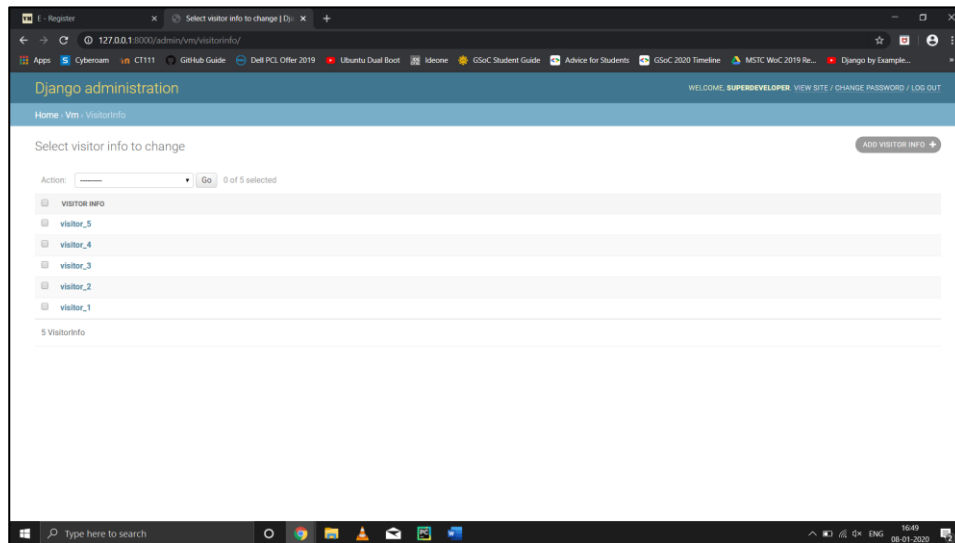 VM E - Register
Select visitor info to change | Dj
127.0.0.1:8000/admin/vm/visitorinfo/
Apps S Cyberoam CT111 GitHub Guide Dell PCL Offer 2019 Ubuntu Dual Boot Ideone GSoC Student Guide Advice for Students GSoC 2020 Timeline MSTC WoC 2019 Re... Django by Example... »
Django administration
WELCOME, SUPERDEVELOPER. VIEW SITE / CHANGE PASSWORD / LOG OUT
Home › Vm › VisitorInfo
Select visitor info to change
ADD VISITOR INFO +
Action: --------- Go 0 of 5 selected
VISITOR INFO
visitor_5
visitor_4
visitor_3
visitor_2
visitor_1
5 VisitorInfo
Type here to search
ENG
16:49
08-01-2020